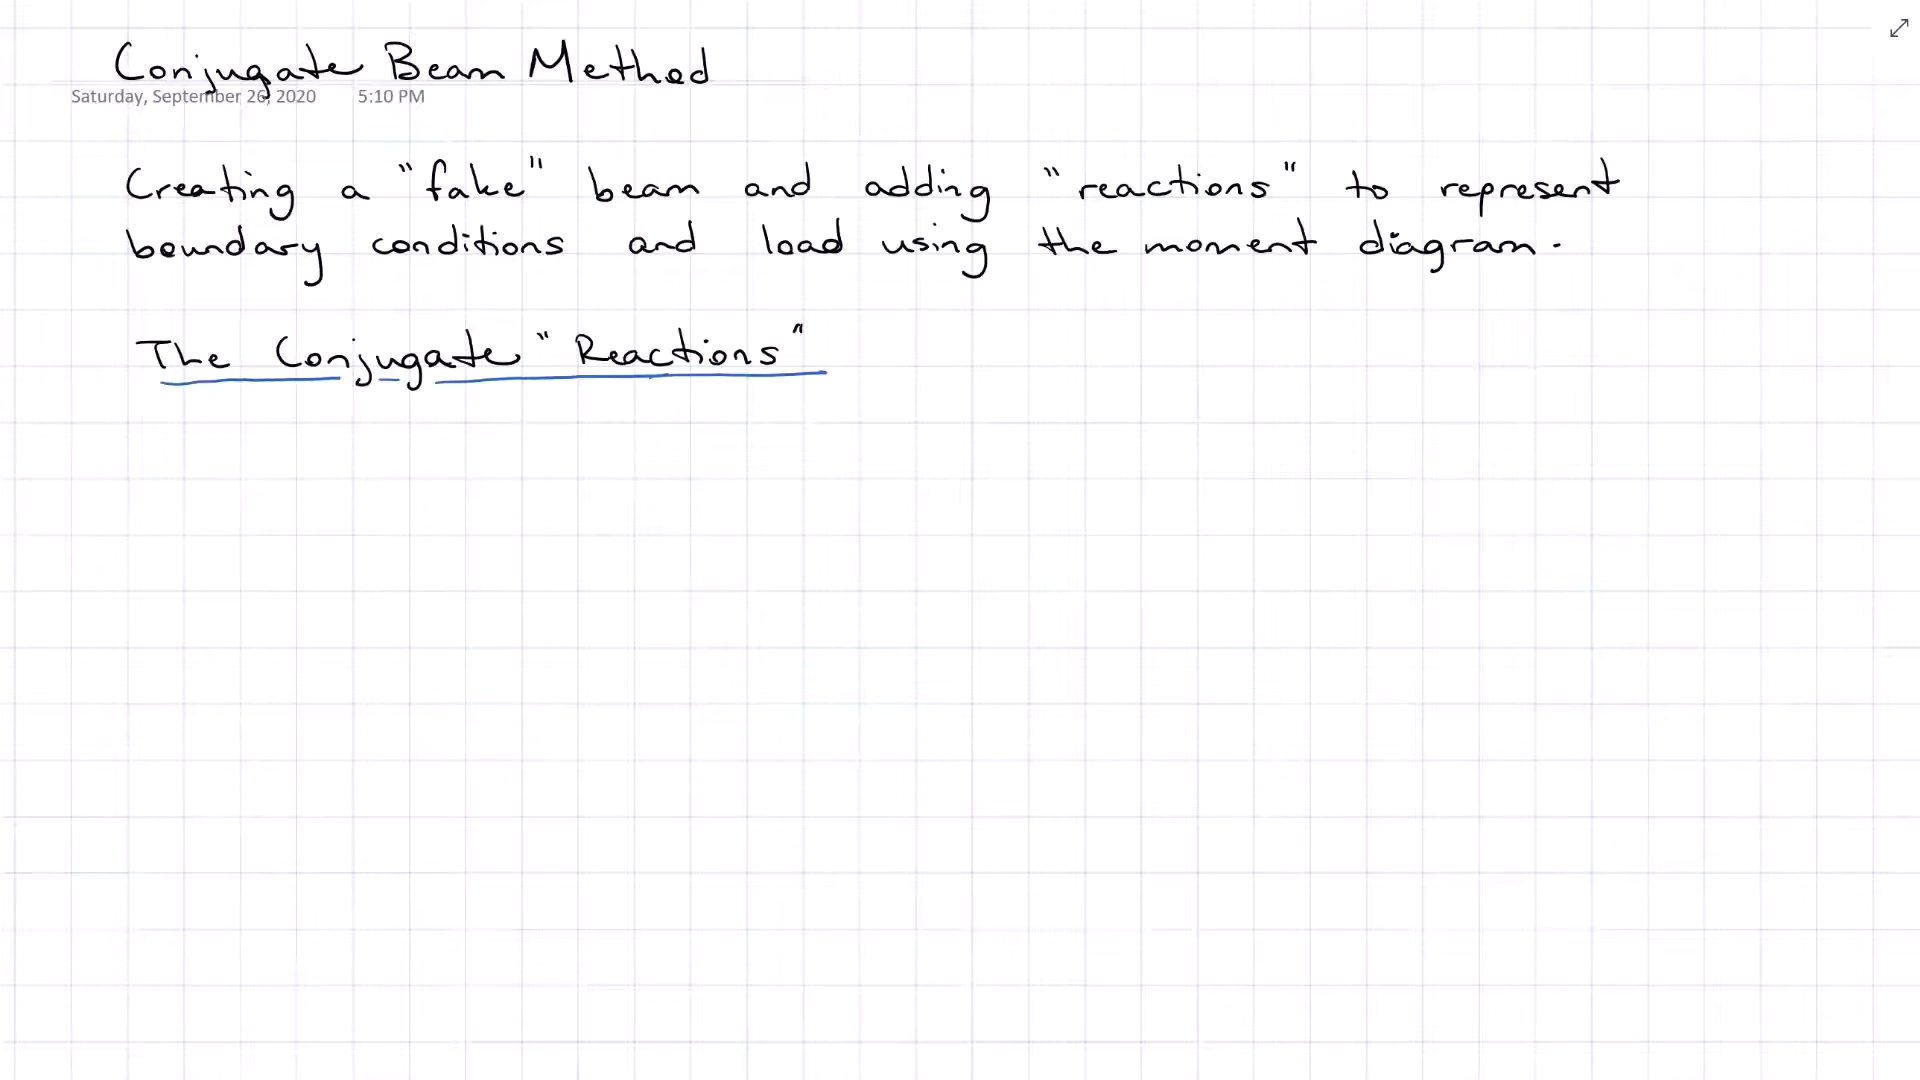 Conjugate Beam Method
Saturday, September 26, 2020 5:10 PM
Creating a "fake" beam and adding "reactions" to represent
boundary conditions and load using the moment diagram.
The Conjugate "Reactions"